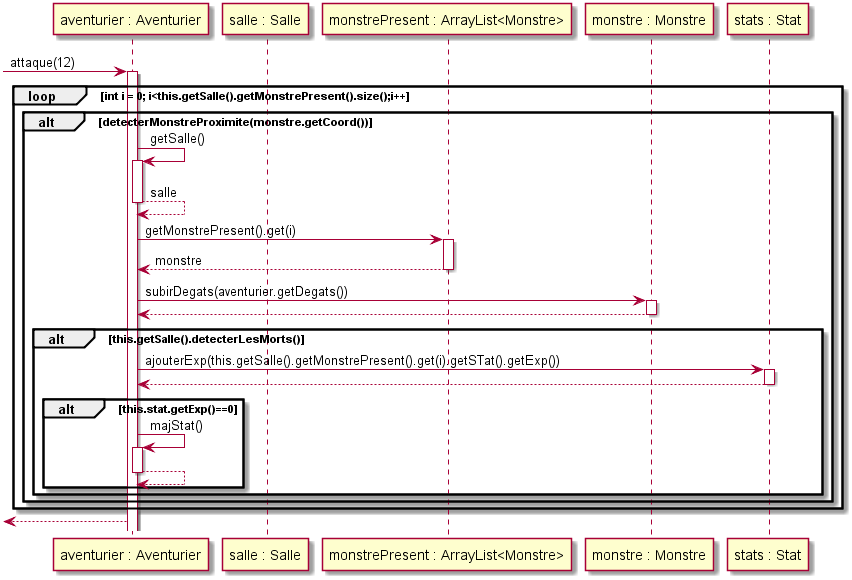 aventurier : Aventurier
salle : Salle
monstrePresent : ArrayList<Monstre>
monstre : Monstre
stats : Stat
attaque(12)
loop [int i = 0; i<this.getSalle().getMonstrePresent().size();i++]
alt [detecterMonstreProximite(monstre.getCoord())]
getSalle()
salle
getMonstrePresent().get(i)
monstre
subirDegats(aventurier.getDegats())
alt [this.getSalle().detecterLesMorts()]
ajouterExp(this.getSalle().getMonstrePresent().get(i).getSTat().getExp())
alt [this.stat.getExp()==0]
majStat()
aventurier : Aventurier
salle : Salle
monstrePresent : ArrayList<Monstre>
monstre : Monstre
stats : Stat